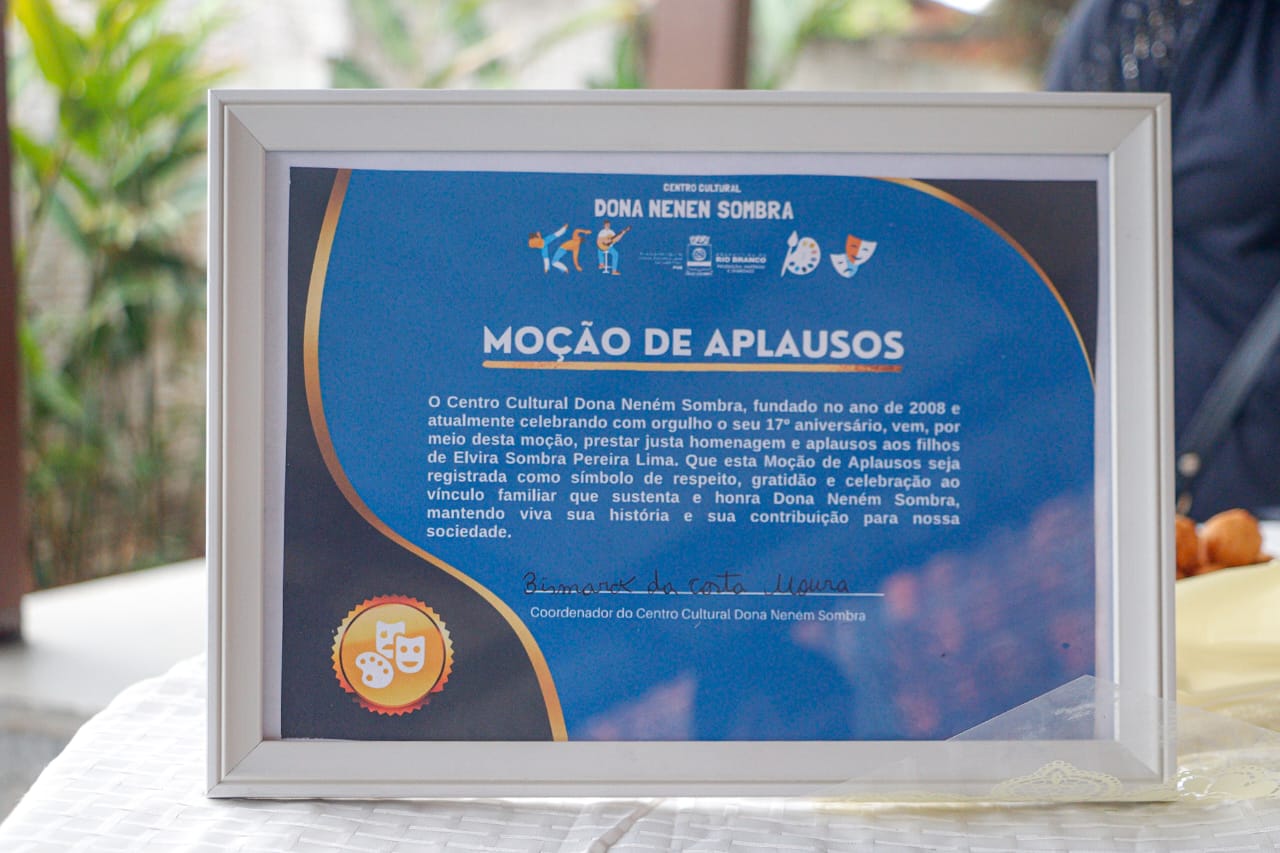 CENTRO CULTURAL
DONA NENEN SOMBRA
RIO BRANCO
MOÇÃO DE APLAUSOS
O Centro Cultural Dona Neném Sombra, fundado no ano de 2008 e
atualmente celebrando com orgulho o seu 17º aniversário, vem, por
meio desta moção, prestar justa homenagem e aplausos aos filhos
de Elvira Sombra Pereira Lima. Que esta Moção de Aplausos seja
registrada como símbolo de respeito, gratidão e celebração ao
vínculo familiar que sustenta e honra Dona Neném Sombra,
mantendo viva sua história e sua contribuição para nossa
sociedade.
Bismarck da Costa Moura
Coordenador do Centro Cultural Dona Neném Sombra